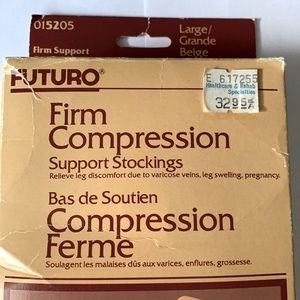 015205
Firm Support
Large/
Grande
Beige
FUTURO®
E 617255
Healthcare & Rehab
Specialties
32.95
Firm
Compression
Support Stockings
Relieve leg discomfort due to varicose veins, leg swelling, pregnancy.
Bas de Soutien
Compression
Ferme
Soulagent les malaises dûs aux varices, enflures, grossesse.